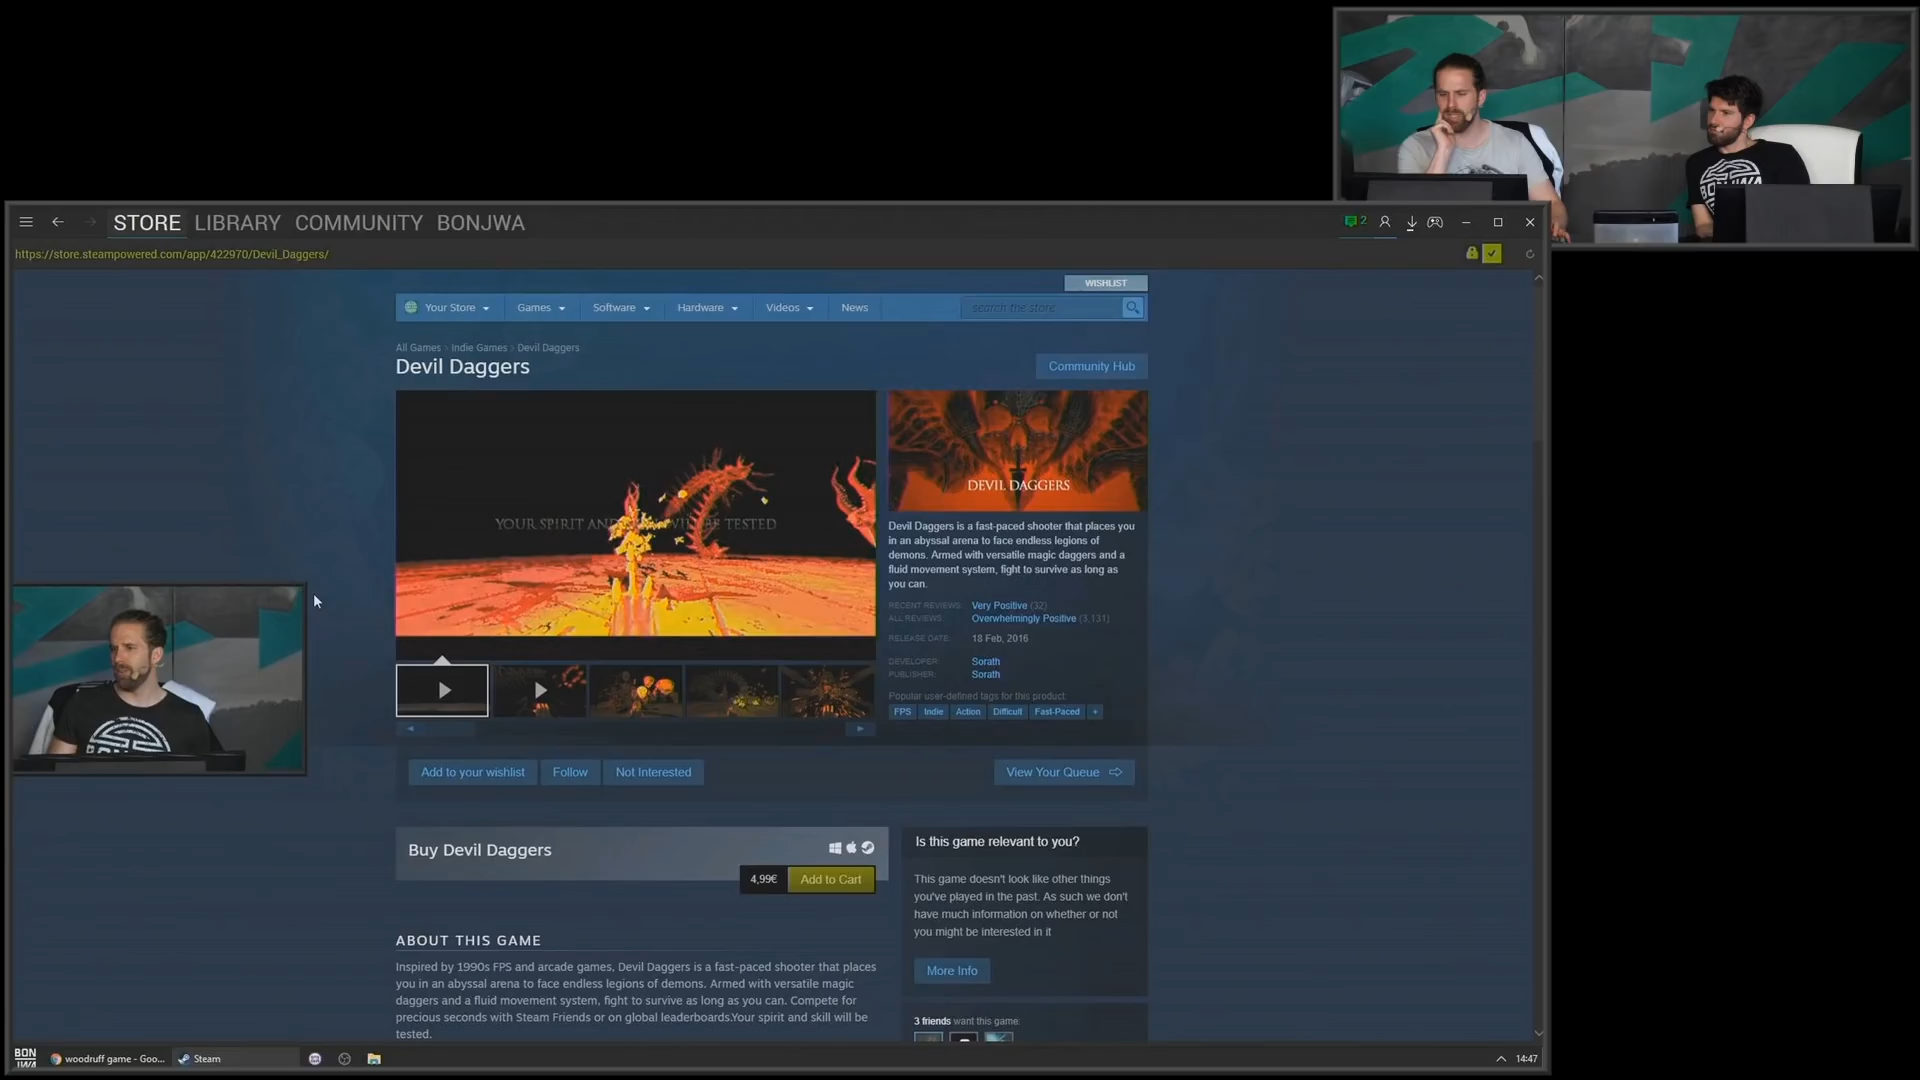 STORE LIBRARY COMMUNITY BONJWA
2
https://store.steampowered.com/app/422970/Devil_Daggers/
WISHLIST
Your Store Games Software Hardware Videos News search the store
All Games > Indie Games > Devil Daggers
Devil Daggers
Community Hub
YOUR SPIRIT AND WILL BE TESTED
DEVIL DAGGERS
Devil Daggers is a fast-paced shooter that places you
in an abyssal arena to face endless legions of
demons. Armed with versatile magic daggers and a
fluid movement system, fight to survive as long as
you can.
RECENT REVIEWS: Very Positive (32)
ALL REVIEWS: Overwhelmingly Positive (3,131)
RELEASE DATE: 18 Feb, 2016
DEVELOPER: Sorath
PUBLISHER: Sorath
Popular user-defined tags for this product:
FPS Indie Action Difficult Fast-Paced +
Add to your wishlist Follow Not Interested View Your Queue
Buy Devil Daggers
4,99€ Add to Cart
Is this game relevant to you?
This game doesn't look like other things
you've played in the past. As such we don't
have much information on whether or not
you might be interested in it
More Info
3 friends want this game:
ABOUT THIS GAME
Inspired by 1990s FPS and arcade games, Devil Daggers is a fast-paced shooter that places
you in an abyssal arena to face endless legions of demons. Armed with versatile magic
daggers and a fluid movement system, fight to survive as long as you can. Compete for
precious seconds with Steam Friends or on global leaderboards.Your spirit and skill will be
tested.
BONJWA
BON
JWA
woodruff game - Goo... Steam 14:47